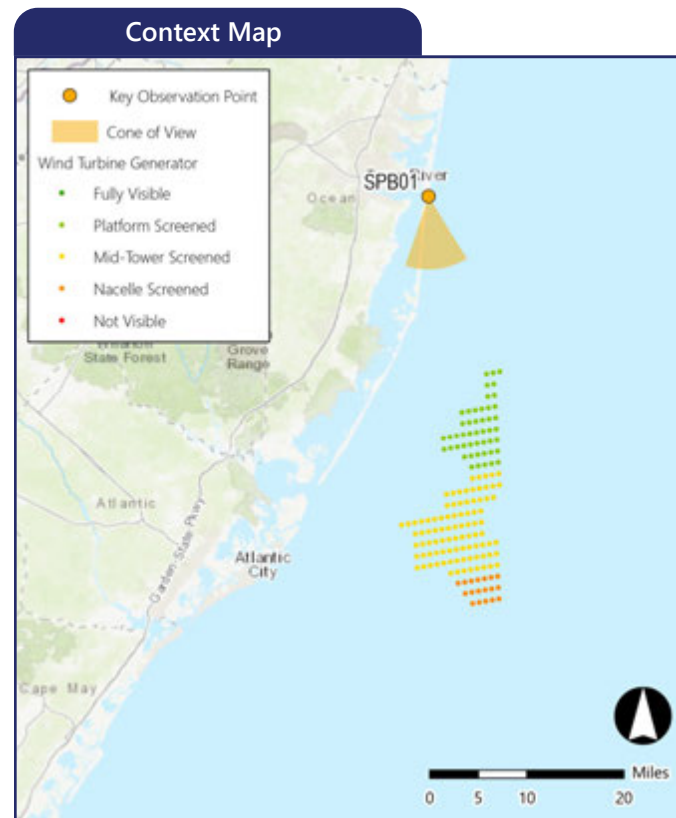 Context Map
Key Observation Point
Cone of View
Wind Turbine Generator
Fully Visible
Platform Screened
Mid-Tower Screened
Nacelle Screened
Not Visible
SPB01
River
Ocean
State Forest
Grove
Range
Atlantic
Garden State Pkwy
Atlantic
City
Cape May
Miles
0 5 10 20